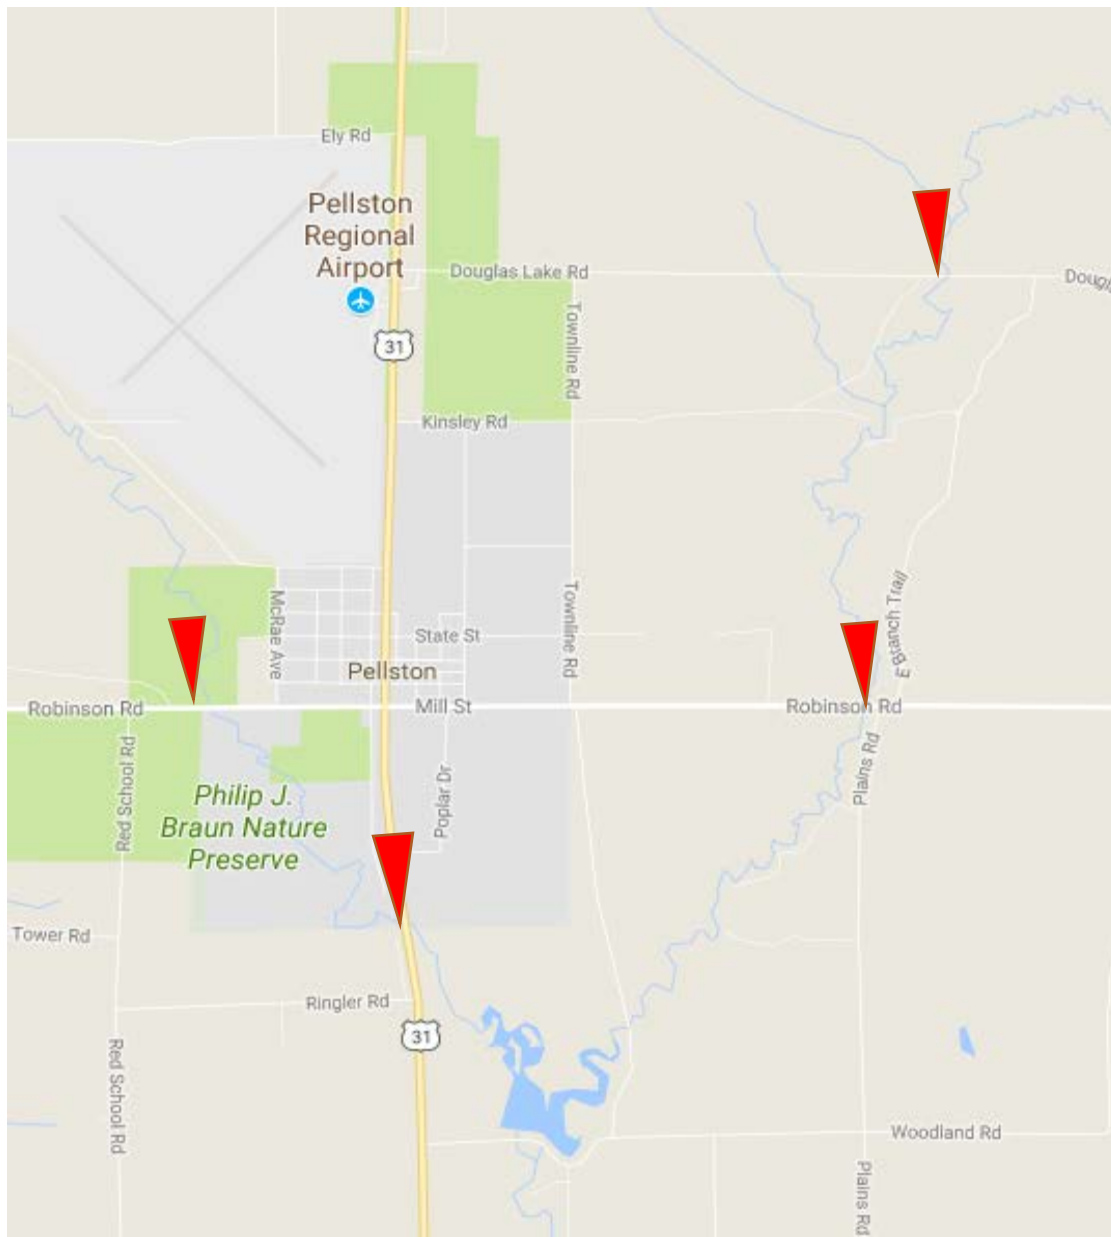 Ely Rd
Pellston
Regional
Airport
Douglas Lake Rd
Townline Rd
31
Kinsley Rd
McRae Ave
State St
Townline Rd
E Branch Trail
Pellston
Robinson Rd
Mill St
Robinson Rd
Red School Rd
Poplar Dr
Plains Rd
Philip J.
Braun Nature
Preserve
Tower Rd
Ringler Rd
31
Red School Rd
Woodland Rd
Plains Rd